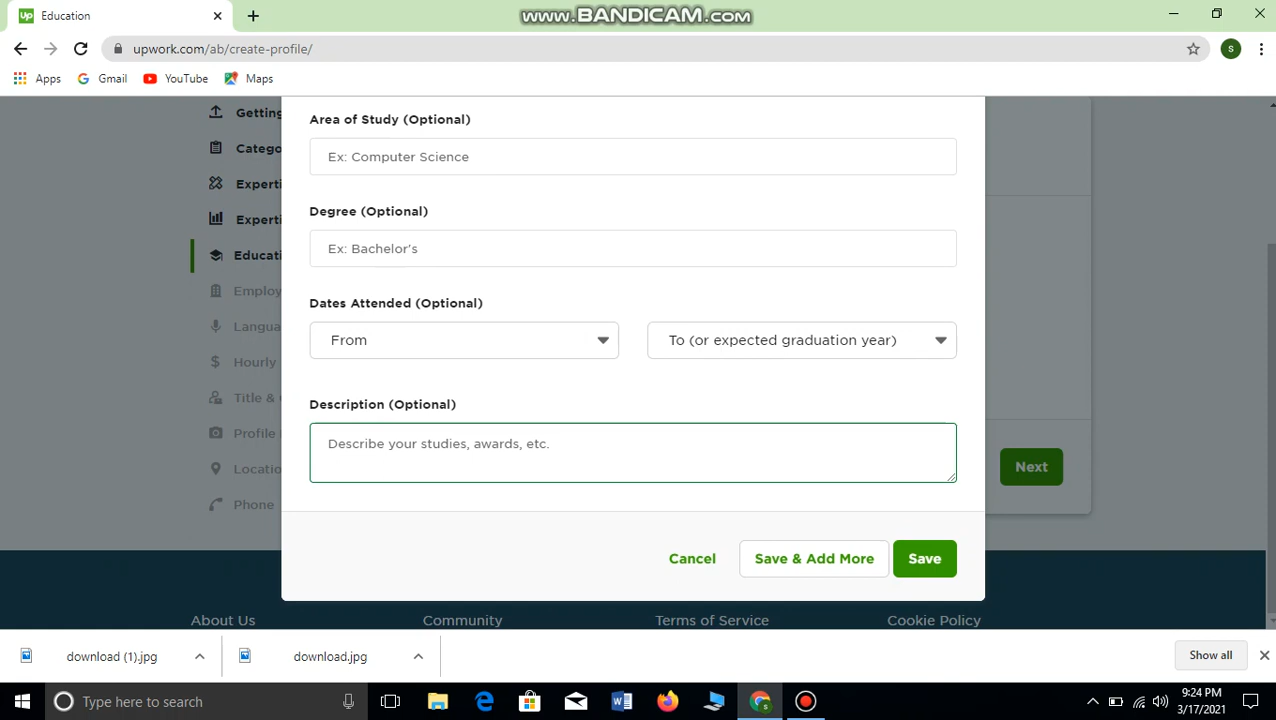 Up Education
WWW.BANDICAM.COM
upwork.com/ab/create-profile/
S
Apps Gmail YouTube Maps
Getting
Catego
Experti
Experti
Educati
Employ
Langua
Hourly
Title &
Profile
Locatio
Phone
Area of Study (Optional)
Ex: Computer Science
Degree (Optional)
Ex: Bachelor's
Dates Attended (Optional)
From To (or expected graduation year)
Description (Optional)
Describe your studies, awards, etc.
Next
Cancel Save & Add More Save
About Us Community Terms of Service Cookie Policy
download (1).jpg download.jpg Show all
Type here to search
9:24 PM
3/17/2021